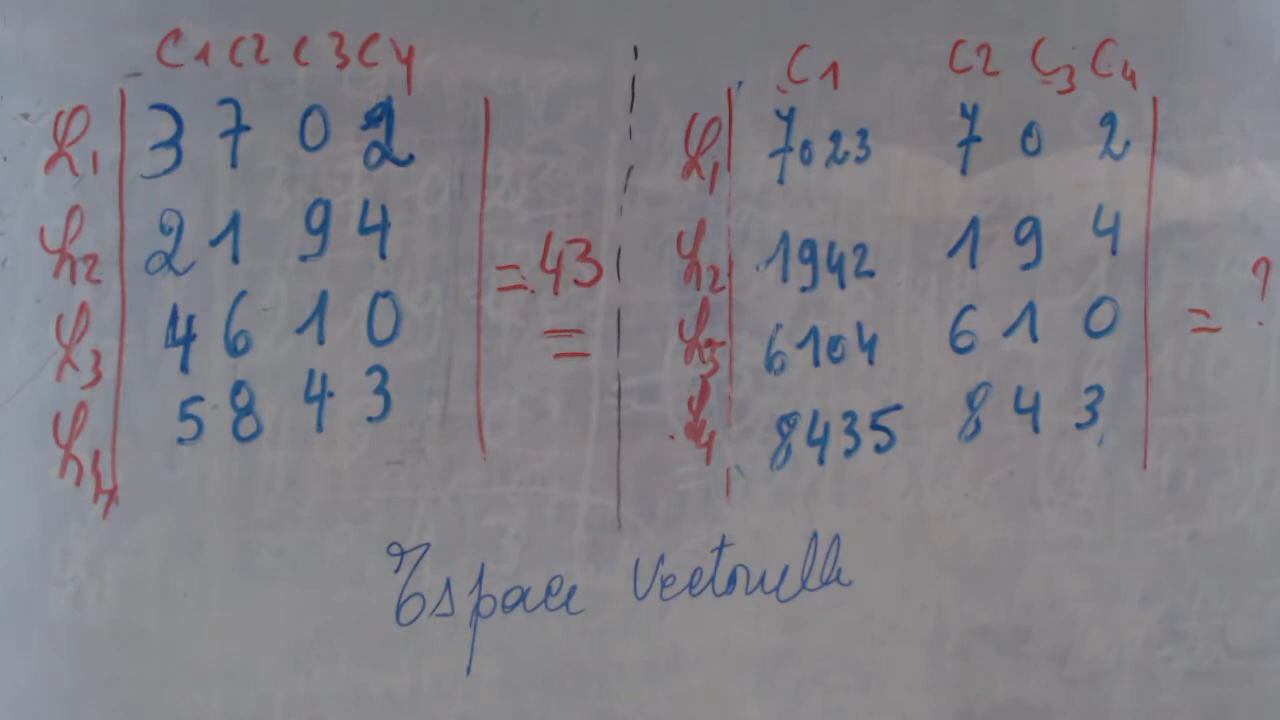 C1 C2 C3 C4
L1 3 7 0 2
L2 2 1 9 4
L3 4 6 1 0
L4 5 8 4 3
= 43
C1 C2 C3 C4
L1 7023 7 0 2
L2 1942 1 9 4
L3 6104 6 1 0
L4 8435 8 4 3
= ?
Espace Vectorielle